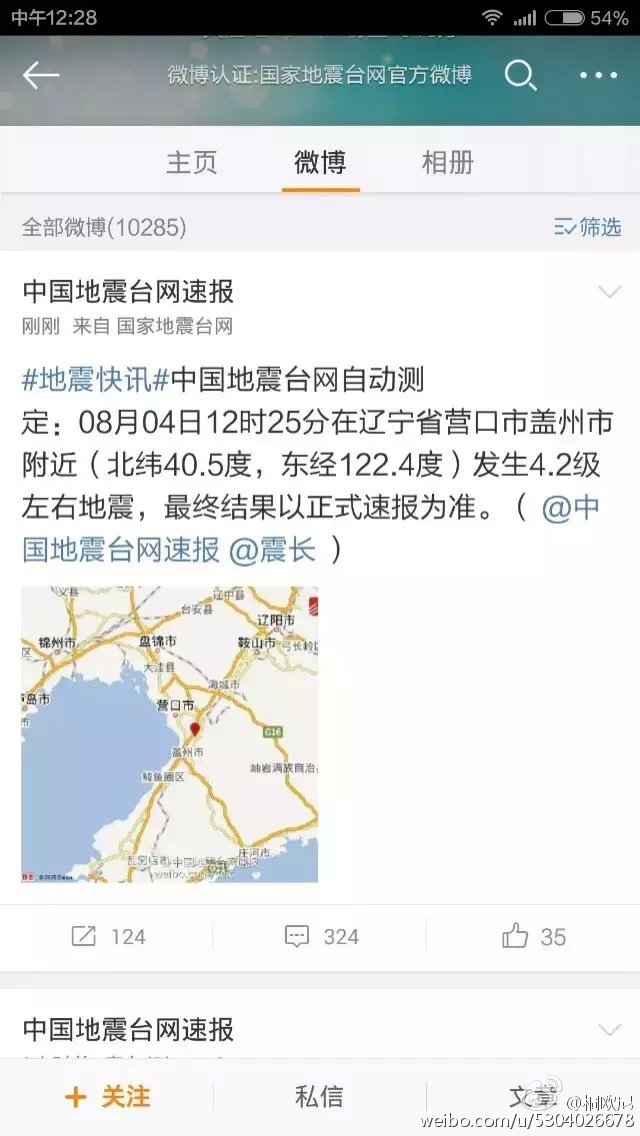 中午12:28
54%
微博认证:国家地震台网官方微博
主页 微博 相册
全部微博(10285)
筛选
中国地震台网速报
刚刚 来自 国家地震台网
#地震快讯#中国地震台网自动测
定：08月04日12时25分在辽宁省营口市盖州市
附近（北纬40.5度，东经122.4度）发生4.2级
左右地震，最终结果以正式速报为准。（ @中
国地震台网速报 @震长 ）
义县
辽中县
台安县
辽阳市
锦州市
盘锦市
鞍山市
弓长岭区
大洼县
海城市
岛市
营口市
G16
盖州市
岫岩满族自治
鲅鱼圈区
庄河市
中国地震台网速报
124
324
35
中国地震台网速报
+ 关注
私信
文章
weibo.com/u/5304026678